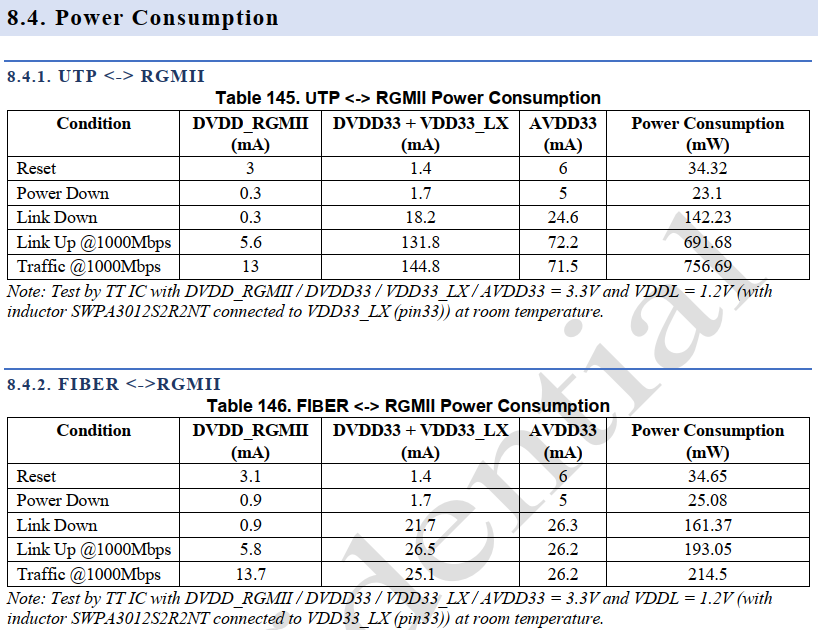 8.4. Power Consumption
8.4.1. UTP <-> RGMII
Table 145. UTP <-> RGMII Power Consumption
Condition DVDD_RGMII (mA) DVDD33 + VDD33_LX (mA) AVDD33 (mA) Power Consumption (mW)
Reset 3 1.4 6 34.32
Power Down 0.3 1.7 5 23.1
Link Down 0.3 18.2 24.6 142.23
Link Up @1000Mbps 5.6 131.8 72.2 691.68
Traffic @1000Mbps 13 144.8 71.5 756.69
Note: Test by TT IC with DVDD_RGMII / DVDD33 / VDD33_LX / AVDD33 = 3.3V and VDDL = 1.2V (with
inductor SWPA3012S2R2NT connected to VDD33_LX (pin33)) at room temperature.
8.4.2. FIBER <->RGMII
Table 146. FIBER <-> RGMII Power Consumption
Condition DVDD_RGMII (mA) DVDD33 + VDD33_LX (mA) AVDD33 (mA) Power Consumption (mW)
Reset 3.1 1.4 6 34.65
Power Down 0.9 1.7 5 25.08
Link Down 0.9 21.7 26.3 161.37
Link Up @1000Mbps 5.8 26.5 26.2 193.05
Traffic @1000Mbps 13.7 25.1 26.2 214.5
Note: Test by TT IC with DVDD_RGMII / DVDD33 / VDD33_LX / AVDD33 = 3.3V and VDDL = 1.2V (with
inductor SWPA3012S2R2NT connected to VDD33_LX (pin33)) at room temperature.
idential